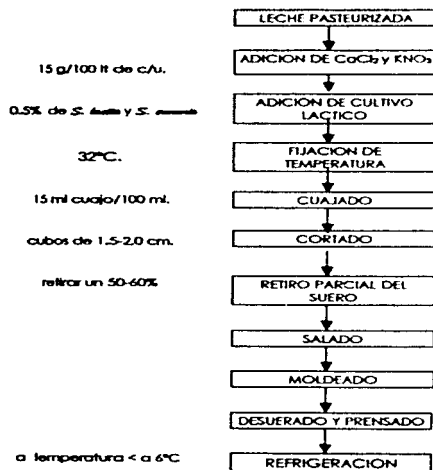 LECHE PASTEURIZADA
15 g/100 lt de c/u.
ADICION DE CaCl₂ y KNO₃
0.5% de S. y S.
ADICION DE CULTIVO
LACTICO
32°C.
FIJACION DE
TEMPERATURA
15 ml cuajo/100 ml.
CUAJADO
cubos de 1.5-2.0 cm.
CORTADO
retirar un 50-60%
RETIRO PARCIAL DEL
SUERO
SALADO
MOLDEADO
DESUERADO Y PRENSADO
a temperatura < a 6°C
REFRIGERACION